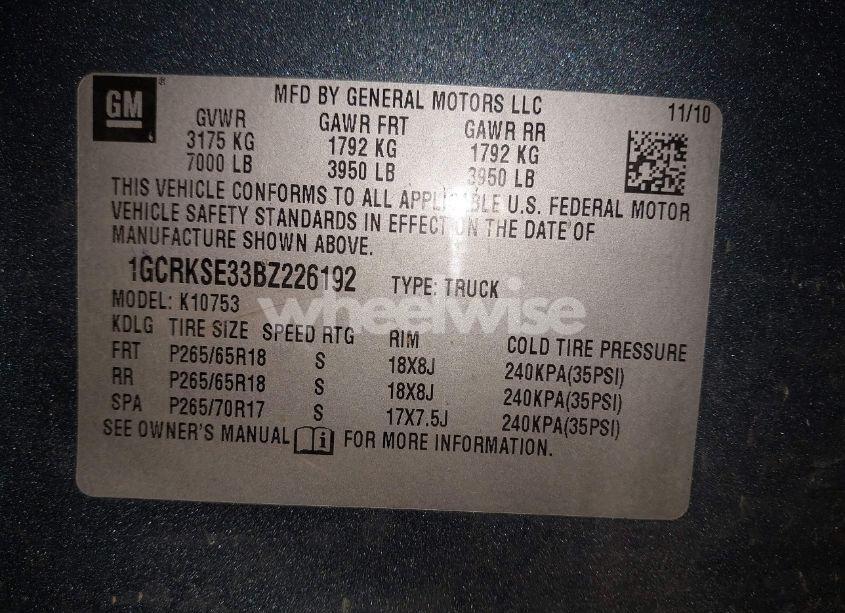 GM
MFD BY GENERAL MOTORS LLC 11/10
GVWR GAWR FRT GAWR RR
3175 KG 1792 KG 1792 KG
7000 LB 3950 LB 3950 LB
THIS VEHICLE CONFORMS TO ALL APPLICABLE U.S. FEDERAL MOTOR
VEHICLE SAFETY STANDARDS IN EFFECT ON THE DATE OF
MANUFACTURE SHOWN ABOVE.
1GCRKSE33BZ226192 TYPE: TRUCK
MODEL: K10753
wheelwise
KDLG TIRE SIZE SPEED RTG RIM COLD TIRE PRESSURE
FRT P265/65R18 S 18X8J 240KPA(35PSI)
RR P265/65R18 S 18X8J 240KPA(35PSI)
SPA P265/70R17 S 17X7.5J 240KPA(35PSI)
SEE OWNER'S MANUAL i FOR MORE INFORMATION.